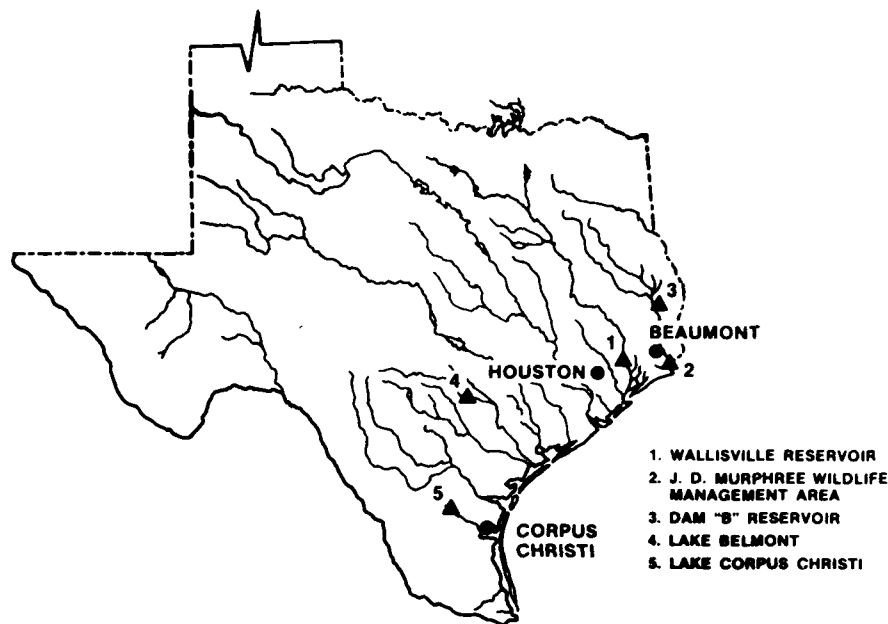 3
BEAUMONT
1
HOUSTON
2
4
5
CORPUS
CHRISTI
1. WALLISVILLE RESERVOIR
2. J. D. MURPHREE WILDLIFE
MANAGEMENT AREA
3. DAM "B" RESERVOIR
4. LAKE BELMONT
5. LAKE CORPUS CHRISTI